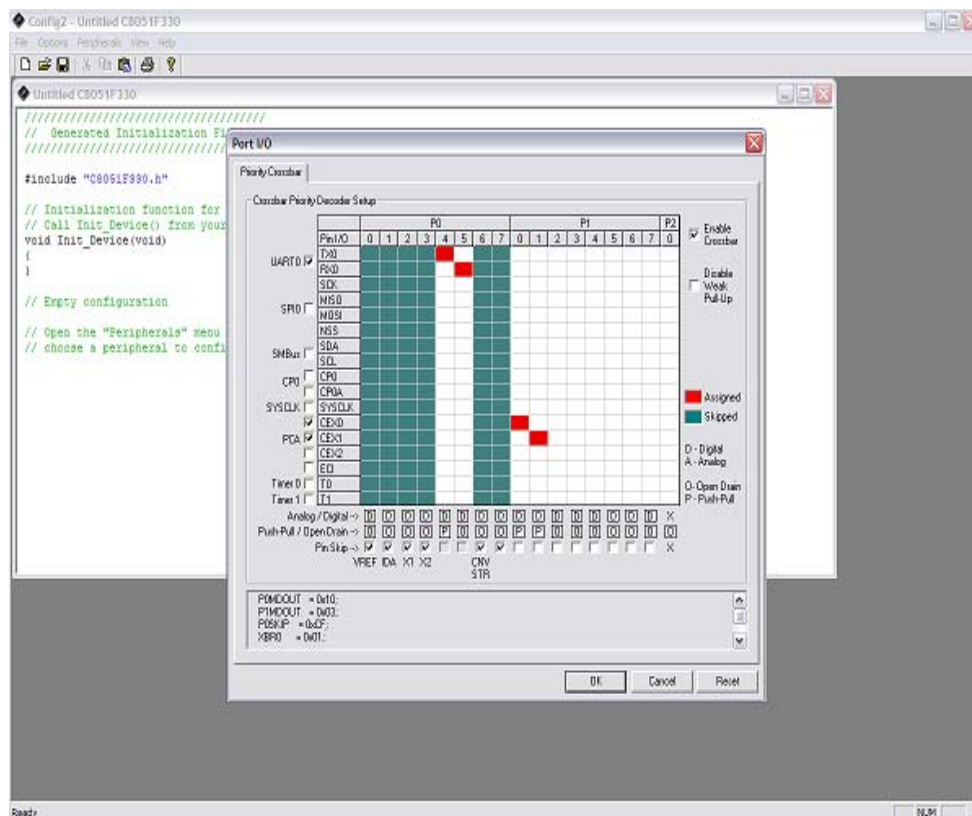 Config2 - Untitled C8051F330
File Options Peripherals View Help
Untitled C8051F330
/////////////////////////////////////
// Generated Initialization Fi
///////////////////////////////
#include "C8051F330.h"
// Initialization function for
// Call Init_Device() from your
void Init_Device(void)
{
}
// Empty configuration
// Open the "Peripherals" menu
// choose a peripheral to confi
Port I/O
Priority Crossbar
Crossbar Priority Decoder Setup
P0 P1 P2
Pin I/O 0 1 2 3 4 5 6 7 0 1 2 3 4 5 6 7 0
UART0 TX0
RX0
SCK
SPI0 MISO
MOSI
NSS
SMBus SDA
SCL
CP0 CP0
CP0A
SYSCLK SYSCLK
CEX0
PCA CEX1
CEX2
ECI
Timer 0 T0
Timer 1 T1
Enable Crossbar
Disable Weak Pull-Up
Assigned
Skipped
D - Digital
A - Analog
O- Open Drain
P - Push-Pull
Analog / Digital ->
Push-Pull / Open Drain ->
Pin Skip -> X
VREF IDA X1 X2 CNV STR
P0MDOUT = 0x10;
P1MDOUT = 0x03;
P0SKIP = 0xCF;
XBR0 = 0x01;
OK Cancel Reset
Ready NUM